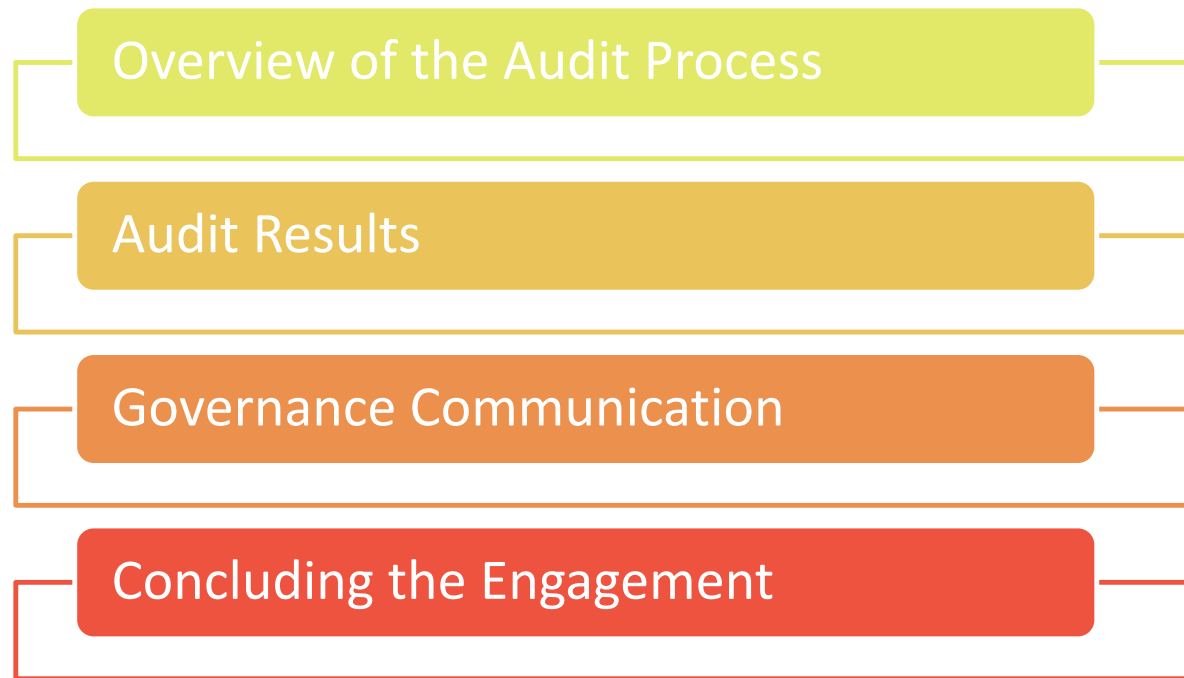 Overview of the Audit Process
Audit Results
Governance Communication
Concluding the Engagement